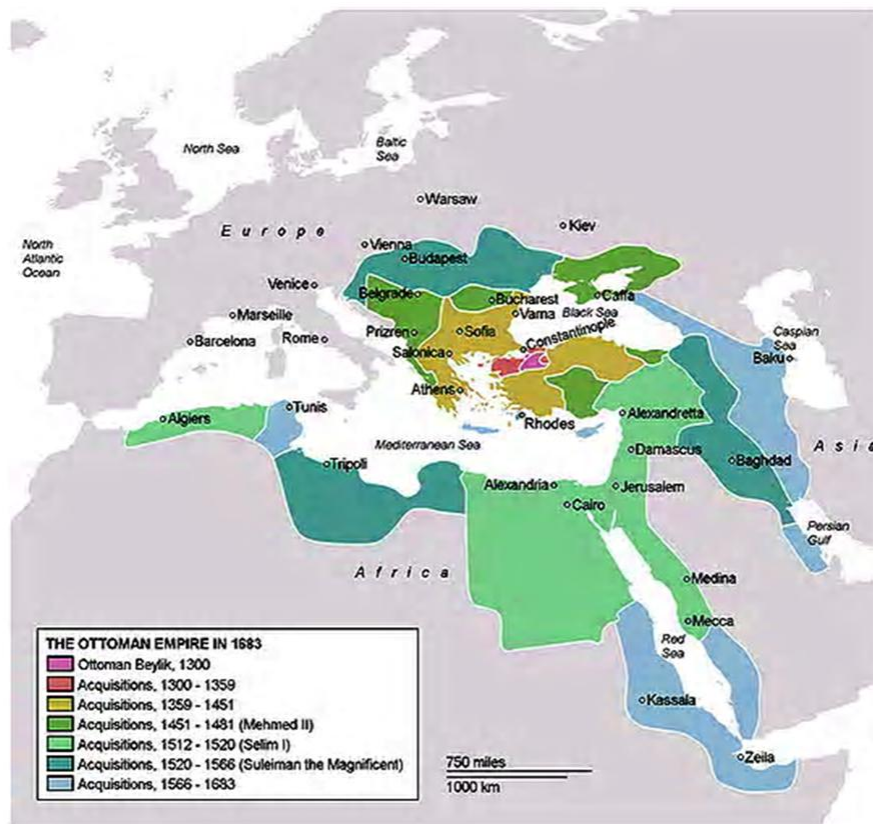 North Sea
Baltic
Sea
Warsaw
Europe
Kiev
North
Atlantic
Ocean
Vienna
Budapest
Venice
Belgrade
Bucharest
Caffa
Marseille
Varna
Black Sea
Caspian
Sea
Prizren
Sofia
Constantinople
Barcelona
Rome
Salonica
Baku
Athens
Tunis
Algiers
Rhodes
Alexandretta
Mediterranean Sea
Asia
Damascus
Tripoli
Baghdad
Alexandria
Jerusalem
Cairo
Persian
Gulf
Africa
Medina
Mecca
Red
Sea
Kassala
Zeila
THE OTTOMAN EMPIRE IN 1683
Ottoman Beylik, 1300
Acquisitions, 1300 - 1359
Acquisitions, 1359 - 1451
Acquisitions, 1451 - 1481 (Mehmed II)
Acquisitions, 1512 - 1520 (Selim I)
Acquisitions, 1520 - 1566 (Suleiman the Magnificent)
Acquisitions, 1566 - 1683
750 miles
1000 km